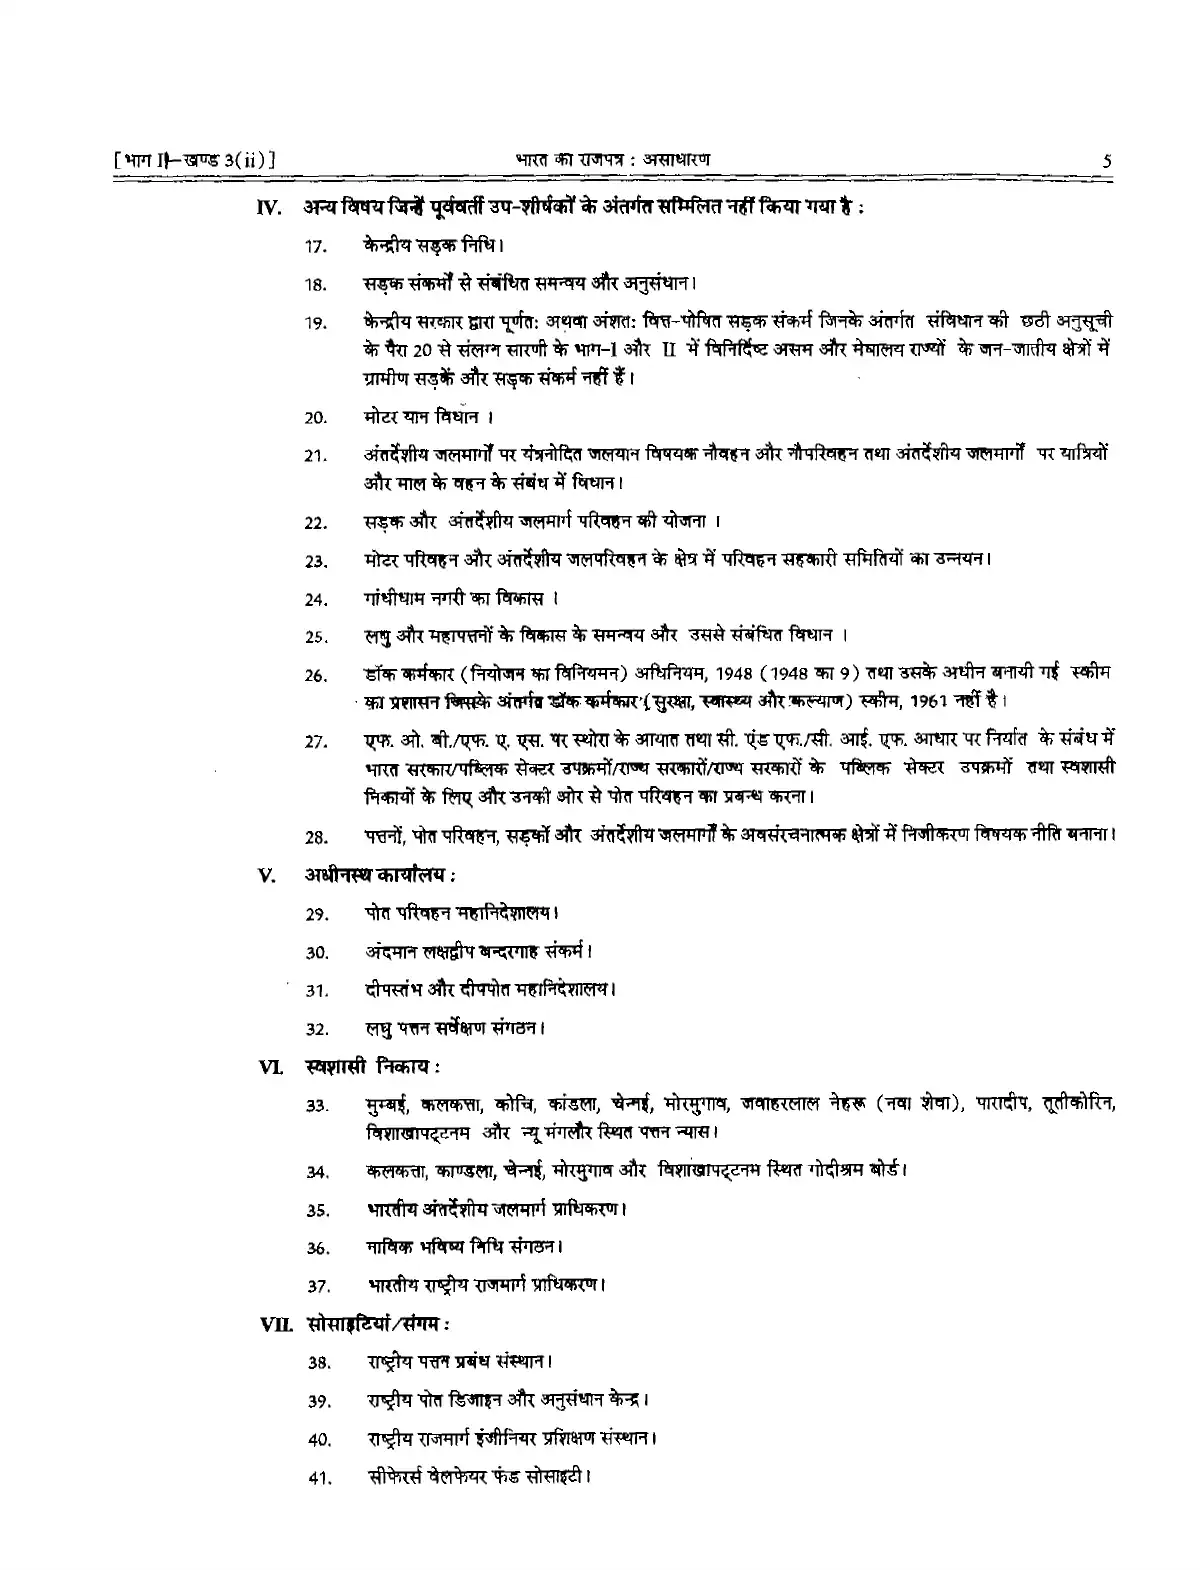 [ भाग II—खण्ड 3(ii) ]
भारत का राजपत्र : असाधारण
5
IV. अन्य विषय जिन्हें पूर्ववर्ती उप-शीर्षकों के अंतर्गत सम्मिलित नहीं किया गया है :
17. केन्द्रीय सड़क निधि।
18. सड़क संकर्मों से संबंधित समन्वय और अनुसंधान।
19. केन्द्रीय सरकार द्वारा पूर्णत: अथवा अंशत: वित्त-पोषित सड़क संकर्म जिनके अंतर्गत संविधान की छठी अनुसूची
के पैरा 20 से संलग्न सारणी के भाग-I और II में विनिर्दिष्ट असम और मेघालय राज्यों के जन-जातीय क्षेत्रों में
ग्रामीण सड़कें और सड़क संकर्म नहीं हैं।
20. मोटर यान विधान ।
21. अंतर्देशीय जलमार्गों पर यंत्रनोदित जलयान विषयक नौवहन और नौपरिवहन तथा अंतर्देशीय जलमार्गों पर यात्रियों
और माल के वहन के संबंध में विधान।
22. सड़क और अंतर्देशीय जलमार्ग परिवहन की योजना ।
23. मोटर परिवहन और अंतर्देशीय जलपरिवहन के क्षेत्र में परिवहन सहकारी समितियों का उन्नयन।
24. गांधीधाम नगरी का विकास ।
25. लघु और महापत्तनों के विकास के समन्वय और उससे संबंधित विधान ।
26. डॉक कर्मकार (नियोजन का विनियमन) अधिनियम, 1948 (1948 का 9) तथा उसके अधीन बनायी गई स्कीम
का प्रशासन जिसके अंतर्गत डॉक कर्मकार (सुरक्षा, स्वास्थ्य और कल्याण) स्कीम, 1961 नहीं है।
27. एफ. ओ. बी./एफ. ए. एस. पर स्थोरा के आयात तथा सी. एंड एफ./सी. आई. एफ. आधार पर निर्यात के संबंध में
भारत सरकार/पब्लिक सेक्टर उपक्रमों/राज्य सरकारों/राज्य सरकारों के पब्लिक सेक्टर उपक्रमों तथा स्वशासी
निकायों के लिए और उनकी ओर से पोत परिवहन का प्रबन्ध करना।
28. पत्तनों, पोत परिवहन, सड़कों और अंतर्देशीय जलमार्गों के अवसंरचनात्मक क्षेत्रों में निजीकरण विषयक नीति बनाना।
V. अधीनस्थ कार्यालय :
29. पोत परिवहन महानिदेशालय।
30. अंदमान लक्षद्वीप बन्दरगाह संकर्म।
31. दीपस्तंभ और दीपपोत महानिदेशालय।
32. लघु पत्तन सर्वेक्षण संगठन।
VI. स्वशासी निकाय :
33. मुम्बई, कलकत्ता, कोचि, कांडला, चेन्नई, मोरमुगाव, जवाहरलाल नेहरू (नवा शेवा), पारादीप, तूतीकोरिन,
विशाखापट्टनम और न्यू मंगलौर स्थित पत्तन न्यास।
34. कलकत्ता, काण्डला, चेन्नई, मोरमुगाव और विशाखापट्टनम स्थित गोदीश्रम बोर्ड।
35. भारतीय अंतर्देशीय जलमार्ग प्राधिकरण।
36. नाविक भविष्य निधि संगठन।
37. भारतीय राष्ट्रीय राजमार्ग प्राधिकरण।
VII. सोसाइटियां/संगम :
38. राष्ट्रीय पत्तन प्रबंध संस्थान।
39. राष्ट्रीय पोत डिजाइन और अनुसंधान केन्द्र।
40. राष्ट्रीय राजमार्ग इंजीनियर प्रशिक्षण संस्थान।
41. सीफेरर्स वेलफेयर फंड सोसाइटी।